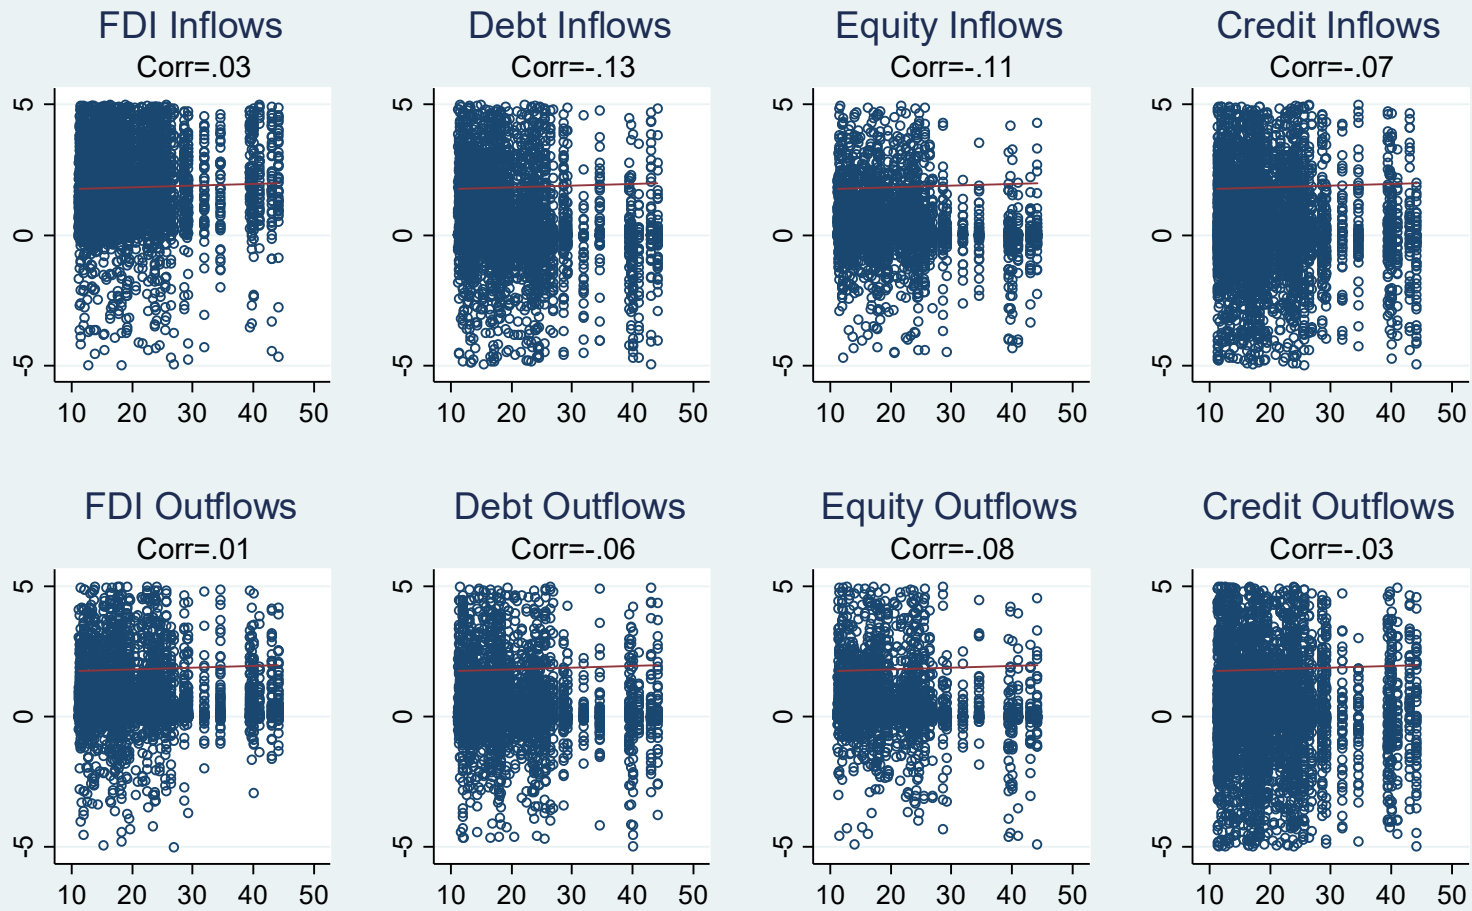 FDI Inflows
Corr=.03
5
0
-5
10 20 30 40 50
Debt Inflows
Corr=-.13
5
0
-5
10 20 30 40 50
Equity Inflows
Corr=-.11
5
0
-5
10 20 30 40 50
Credit Inflows
Corr=-.07
5
0
-5
10 20 30 40 50
FDI Outflows
Corr=.01
5
0
-5
10 20 30 40 50
Debt Outflows
Corr=-.06
5
0
-5
10 20 30 40 50
Equity Outflows
Corr=-.08
5
0
-5
10 20 30 40 50
Credit Outflows
Corr=-.03
5
0
-5
10 20 30 40 50